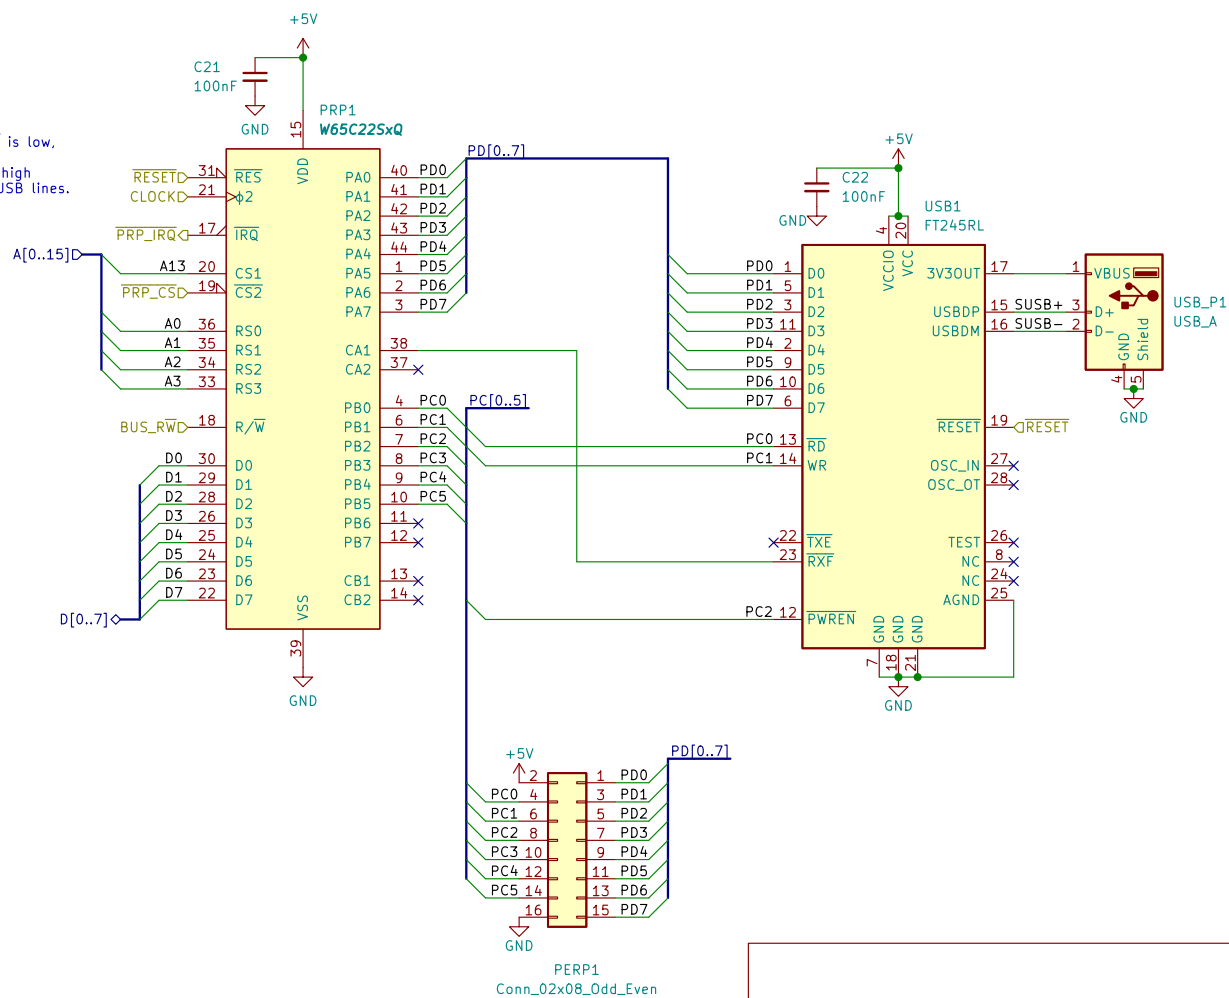 +5V
C21
100nF
GND
PRP1
W65C22SxQ
is low,
high
USB lines.
RESET
CLOCK
PRP_IRQ
A[0..15]
A13
PRP_CS
A0
A1
A2
A3
BUS_RW
D0
D1
D2
D3
D4
D5
D6
D7
D[0..7]
31
21
17
20
19
36
35
34
33
18
30
29
28
26
25
24
23
22
15
VDD
RES
ϕ2
IRQ
CS1
CS2
RS0
RS1
RS2
RS3
R/W
D0
D1
D2
D3
D4
D5
D6
D7
VSS
39
GND
PA0
PA1
PA2
PA3
PA4
PA5
PA6
PA7
CA1
CA2
PB0
PB1
PB2
PB3
PB4
PB5
PB6
PB7
CB1
CB2
40 PD0
41 PD1
42 PD2
43 PD3
44 PD4
1 PD5
2 PD6
3 PD7
38
37
4 PC0
6 PC1
7 PC2
8 PC3
9 PC4
10 PC5
11
12
13
14
PD[0..7]
PC[0..5]
+5V
C22
100nF
GND
USB1
FT245RL
4
20
VCCIO
VCC
PD0 1 D0
PD1 5 D1
PD2 3 D2
PD3 11 D3
PD4 2 D4
PD5 9 D5
PD6 10 D6
PD7 6 D7
PC0 13 RD
PC1 14 WR
22 TXE
23 RXF
PC2 12 PWREN
3V3OUT 17
USBDP 15 SUSB+
USBDM 16 SUSB-
RESET 19 RESET
OSC_IN 27
OSC_OT 28
TEST 26
NC 8
NC 24
AGND 25
GND
GND
GND
7
18
21
GND
1 VBUS
3 D+
2 D-
GND
Shield
4
5
GND
USB_P1
USB_A
+5V
PD[0..7]
2
PC0 4
PC1 6
PC2 8
PC3 10
PC4 12
PC5 14
16
GND
1 PD0
3 PD1
5 PD2
7 PD3
9 PD4
11 PD5
13 PD6
15 PD7
PERP1
Conn_02x08_Odd_Even